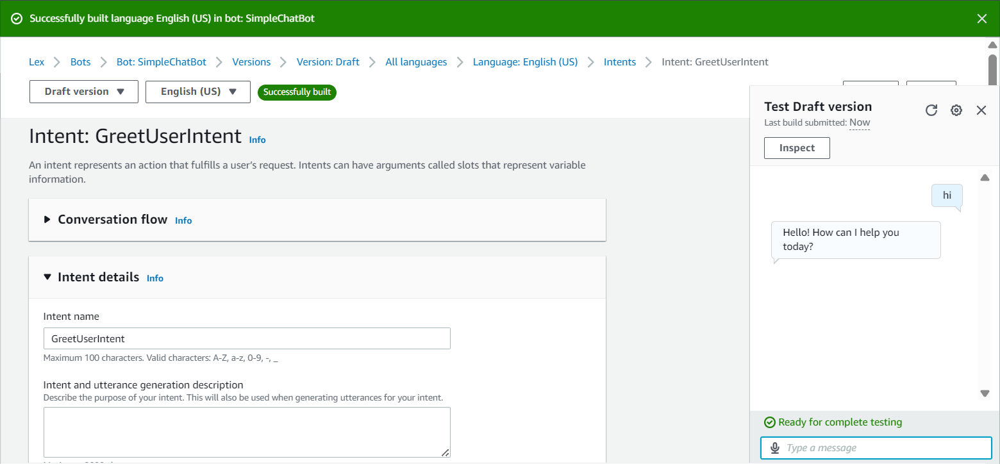 Successfully built language English (US) in bot: SimpleChatBot
Lex > Bots > Bot: SimpleChatBot > Versions > Version: Draft > All languages > Language: English (US) > Intents > Intent: GreetUserIntent
Draft version English (US) Successfully built
Intent: GreetUserIntent Info
An intent represents an action that fulfills a user’s request. Intents can have arguments called slots that represent variable
information.
Conversation flow Info
Intent details Info
Intent name
GreetUserIntent
Maximum 100 characters. Valid characters: A-Z, a-z, 0-9, -, _
Intent and utterance generation description
Describe the purpose of your intent. This will also be used when generating utterances for your intent.
Test Draft version
Last build submitted: Now
Inspect
hi
Hello! How can I help you
today?
Ready for complete testing
Type a message